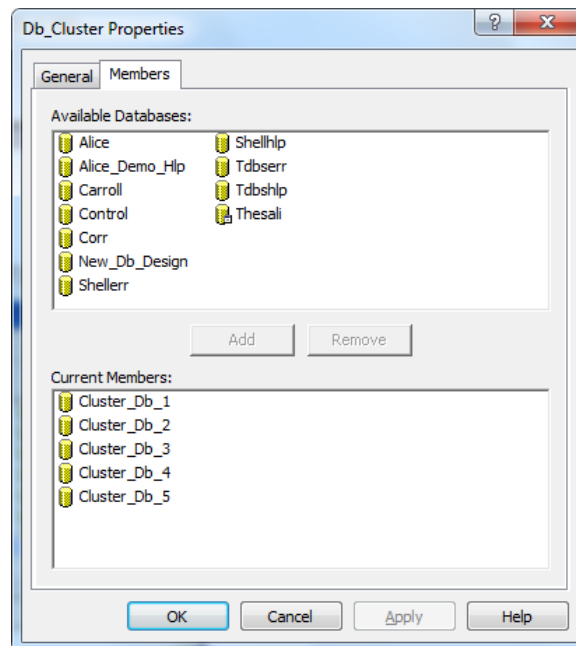 Db_Cluster Properties
General Members
Available Databases:
Alice Shellhlp
Alice_Demo_Hlp Tdbserr
Carroll Tdbshlp
Control Thesali
Corr
New_Db_Design
Shellerr
Add Remove
Current Members:
Cluster_Db_1
Cluster_Db_2
Cluster_Db_3
Cluster_Db_4
Cluster_Db_5
OK Cancel Apply Help